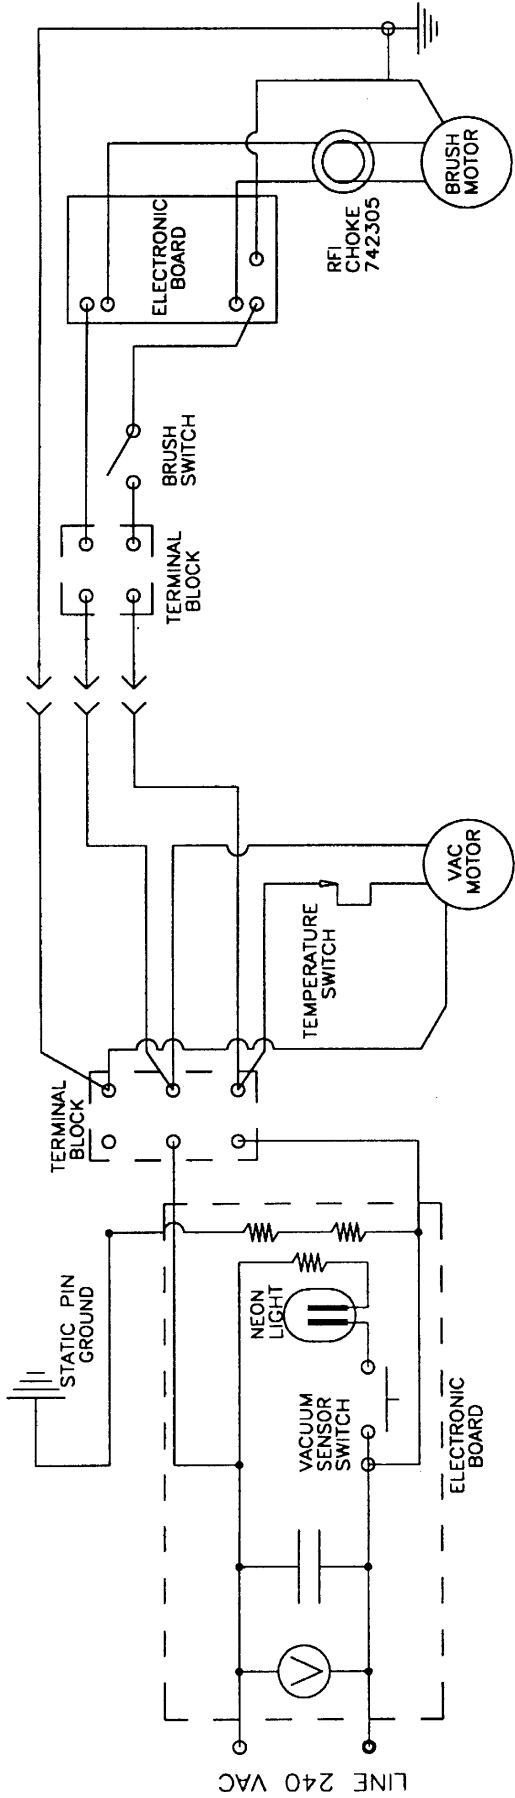 BRUSH
MOTOR
RFI
CHOKE
742305
ELECTRONIC
BOARD
BRUSH
SWITCH
TERMINAL
BLOCK
VAC
MOTOR
TEMPERATURE
SWITCH
TERMINAL
BLOCK
STATIC PIN
GROUND
NEON
LIGHT
VACUUM
SENSOR
SWITCH
ELECTRONIC
BOARD
V
LINE 240 VAC